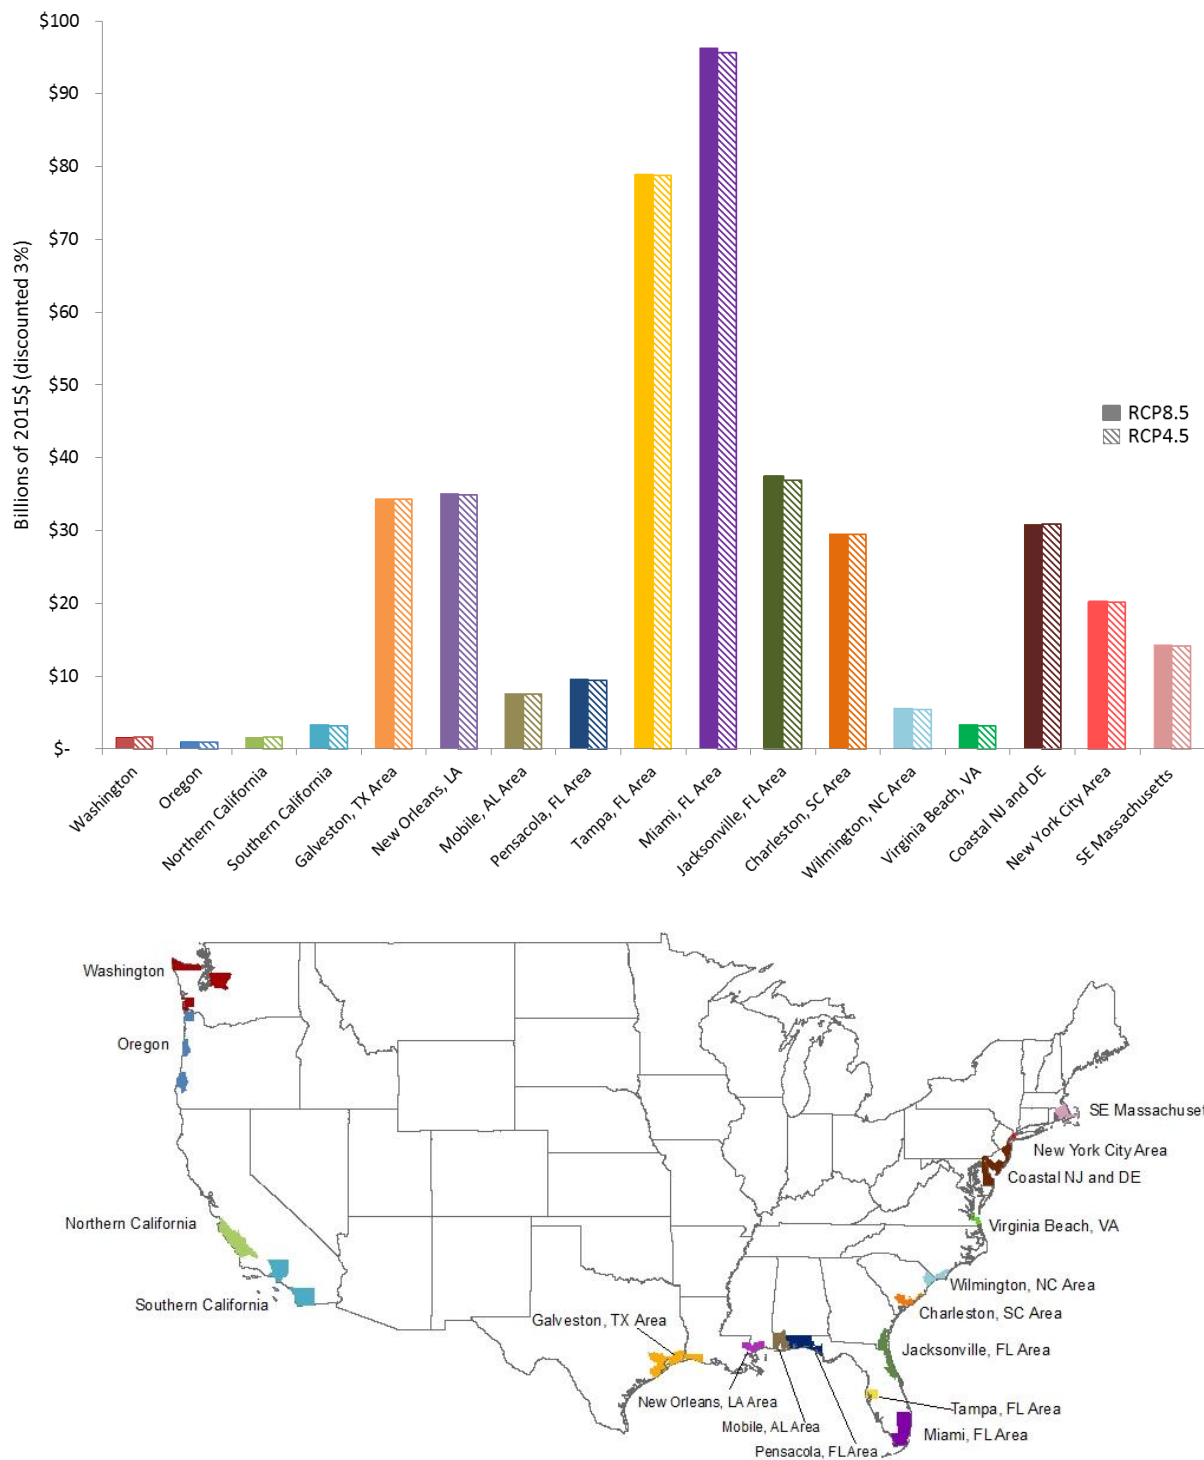 $100
$90
$80
$70
$60
$50
$40
$30
$20
$10
$-
Billions of 2015$ (discounted 3%)
RCP8.5
RCP4.5
Washington
Oregon
Northern California
Southern California
Galveston, TX Area
New Orleans, LA
Mobile, AL Area
Pensacola, FL Area
Tampa, FL Area
Miami, FL Area
Jacksonville, FL Area
Charleston, SC Area
Wilmington, NC Area
Virginia Beach, VA
Coastal NJ and DE
New York City Area
SE Massachusetts
Washington
Oregon
Northern California
Southern California
Galveston, TX Area
New Orleans, LA Area
Mobile, AL Area
Pensacola, FL Area
SE Massachuset
New York City Area
Coastal NJ and DE
Virginia Beach, VA
Wilmington, NC Area
Charleston, SC Area
Jacksonville, FL Area
Tampa, FL Area
Miami, FL Area